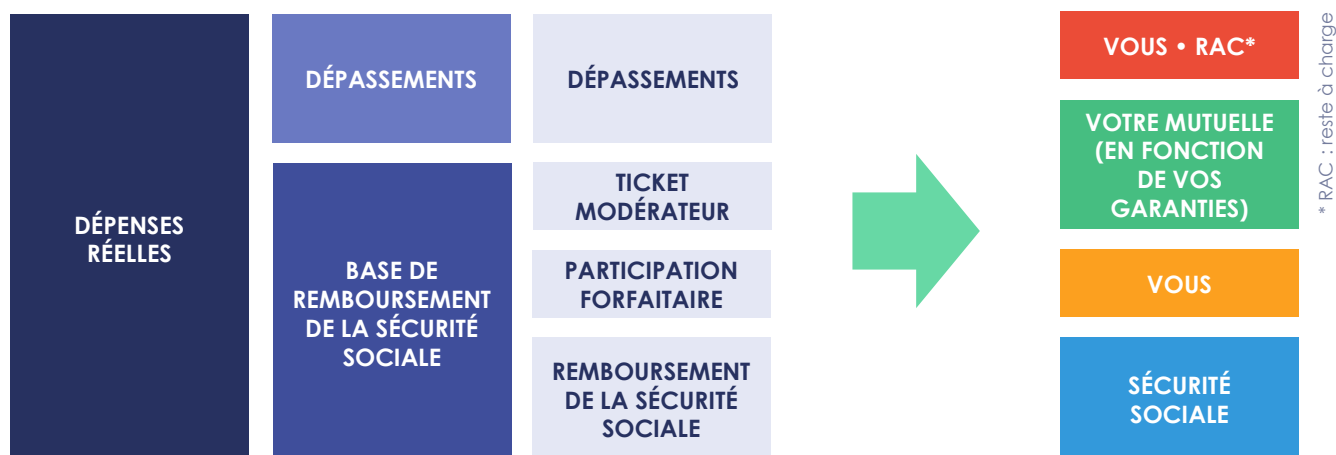 DÉPENSES
RÉELLES
DÉPASSEMENTS
BASE DE
REMBOURSEMENT
DE LA SÉCURITÉ
SOCIALE
DÉPASSEMENTS
TICKET
MODÉRATEUR
PARTICIPATION
FORFAITAIRE
REMBOURSEMENT
DE LA SÉCURITÉ
SOCIALE
VOUS • RAC*
VOTRE MUTUELLE
(EN FONCTION
DE VOS
GARANTIES)
VOUS
SÉCURITÉ
SOCIALE
* RAC : reste à charge